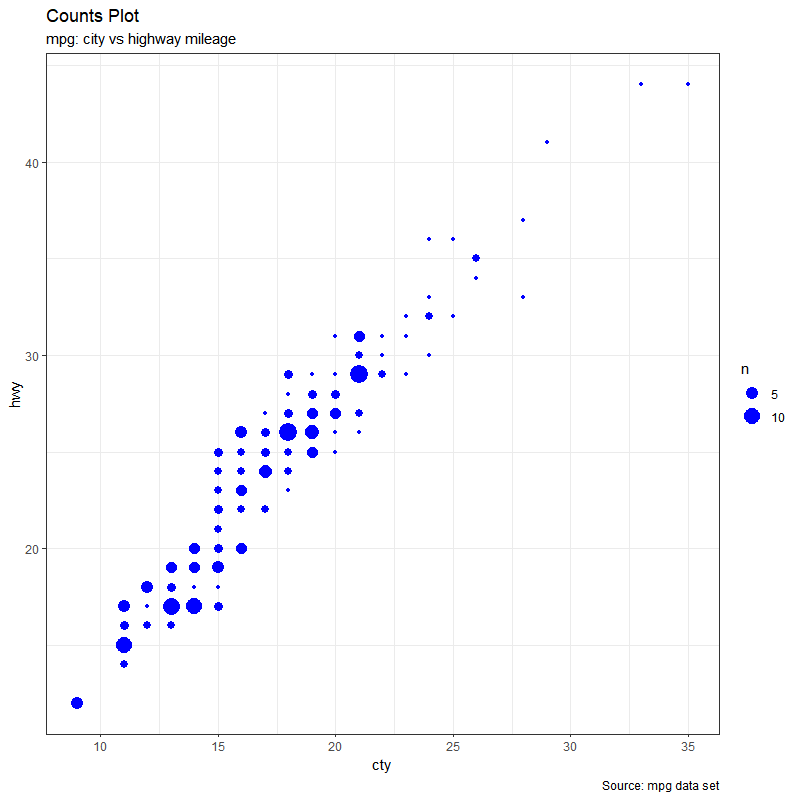 Counts Plot
mpg: city vs highway mileage
40
30
20
hwy
10 15 20 25 30 35
cty
n
5
10
Source: mpg data set